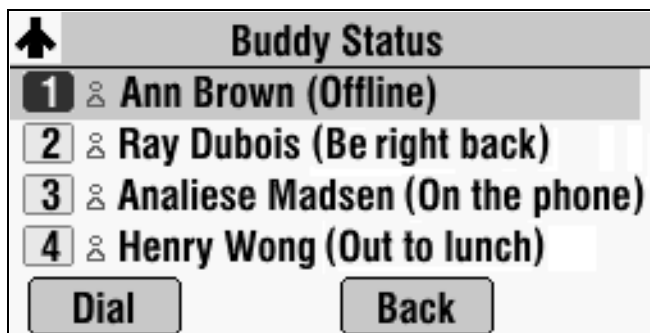 Buddy Status
1 Ann Brown (Offline)
2 Ray Dubois (Be right back)
3 Analiese Madsen (On the phone)
4 Henry Wong (Out to lunch)
Dial Back